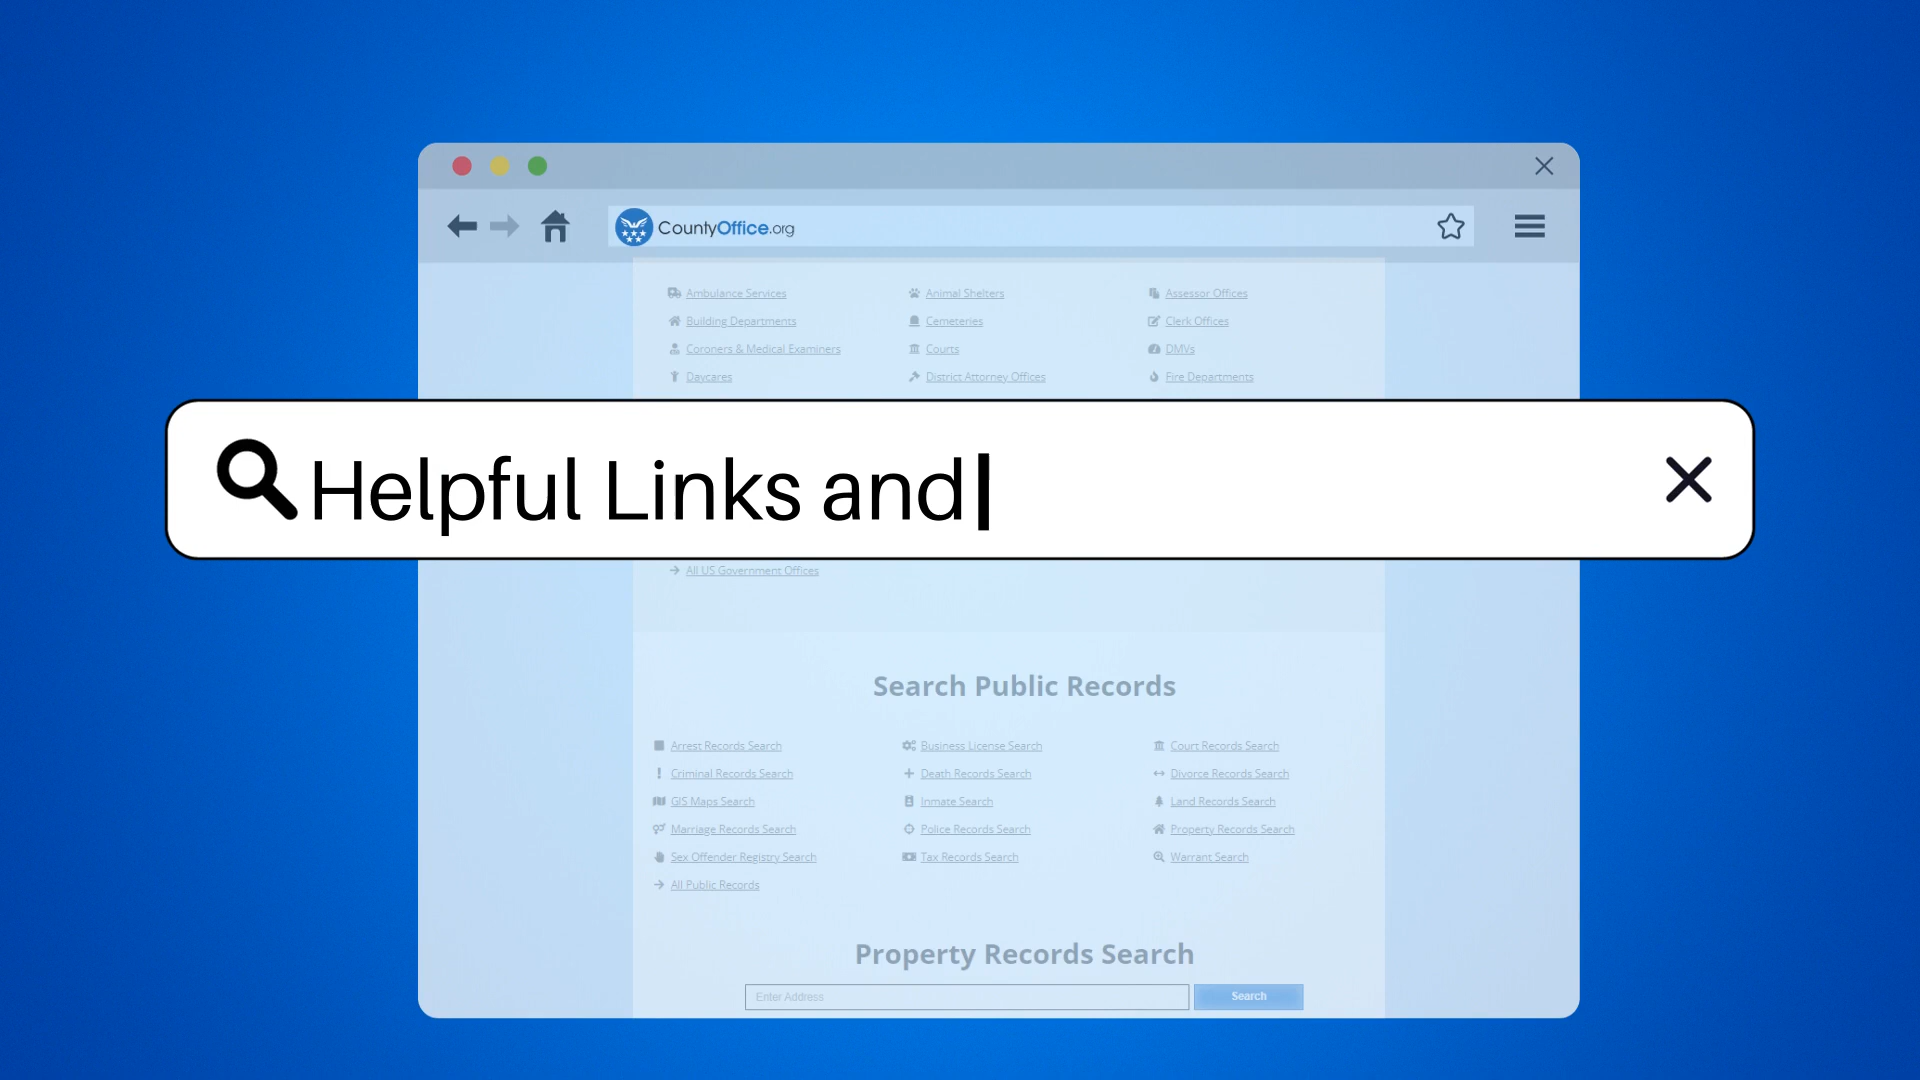 CountyOffice.org
Ambulance Services Animal Shelters Assessor Offices
Building Departments Cemeteries Clerk Offices
Coroners & Medical Examiners Courts DMVs
Daycares District Attorney Offices Fire Departments
Helpful Links and
All US Government Offices
Search Public Records
Arrest Records Search Business License Search Court Records Search
Criminal Records Search Death Records Search Divorce Records Search
GIS Maps Search Inmate Search Land Records Search
Marriage Records Search Police Records Search Property Records Search
Sex Offender Registry Search Tax Records Search Warrant Search
All Public Records
Property Records Search
Enter Address Search